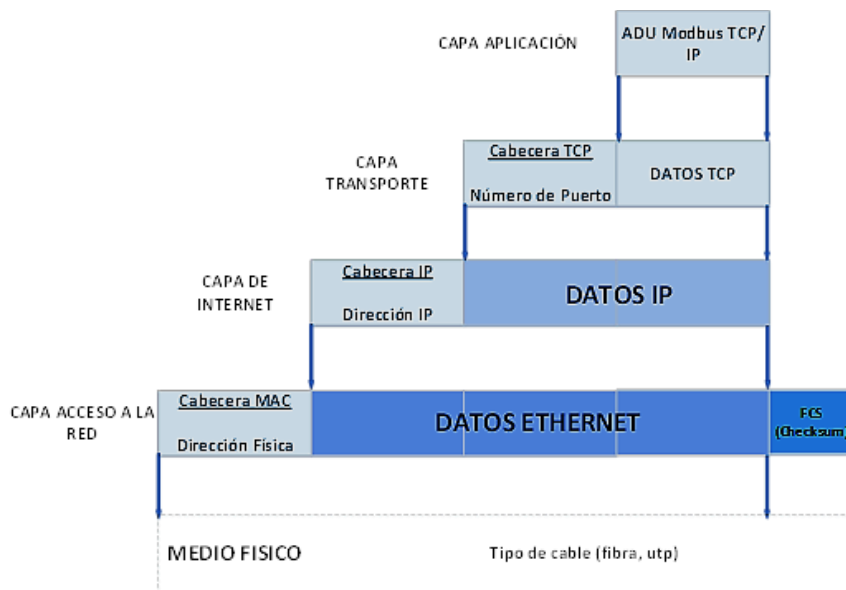 CAPA APLICACIÓN
ADU Modbus TCP/
IP
CAPA
TRANSPORTE
Cabecera TCP
Número de Puerto
DATOS TCP
CAPA DE
INTERNET
Cabecera IP
Dirección IP
DATOS IP
CAPA ACCESO A LA
RED
Cabecera MAC
Dirección Física
DATOS ETHERNET
FCS
(Checksum)
MEDIO FISICO
Tipo de cable (fibra, utp)